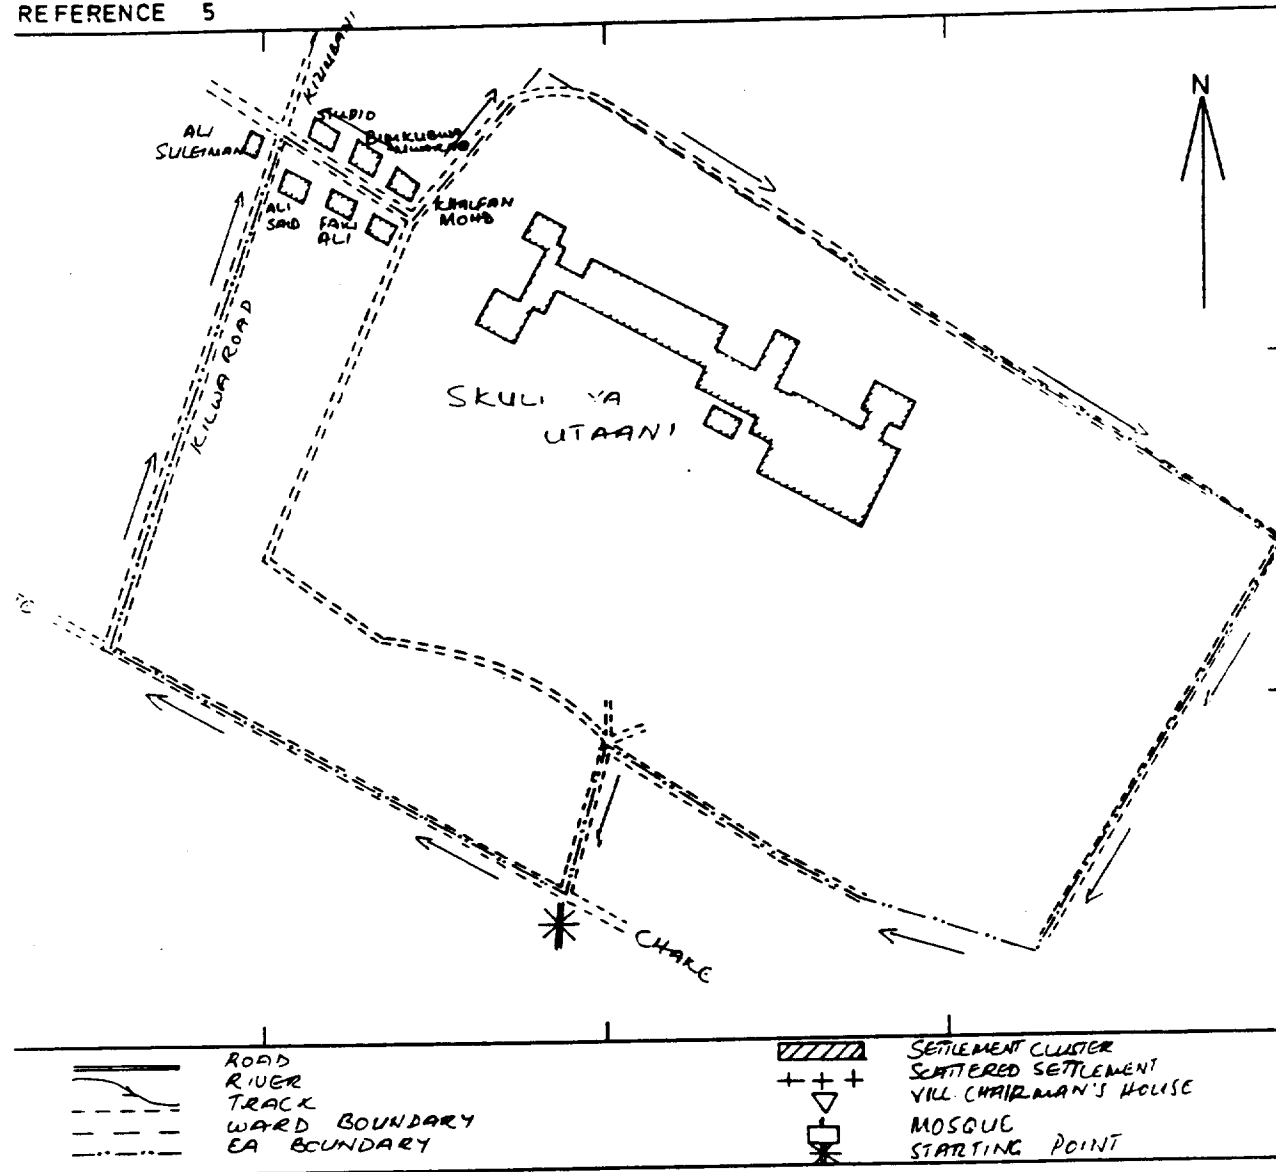 REFERENCE 5
KIZIMBANI
N
STUDIO
ALI
SULEIMAN
KHALFAN
MOHD
ALI
SAID
FAKI
ALI
KILWA ROAD
SKULI YA
UTAANI
CHAKE
ROAD
RIVER
TRACK
WARD BOUNDARY
EA BOUNDARY
SETTLEMENT CLUSTER
SCATTERED SETTLEMENT
VILL. CHAIRMAN'S HOUSE
MOSQUE
STARTING POINT